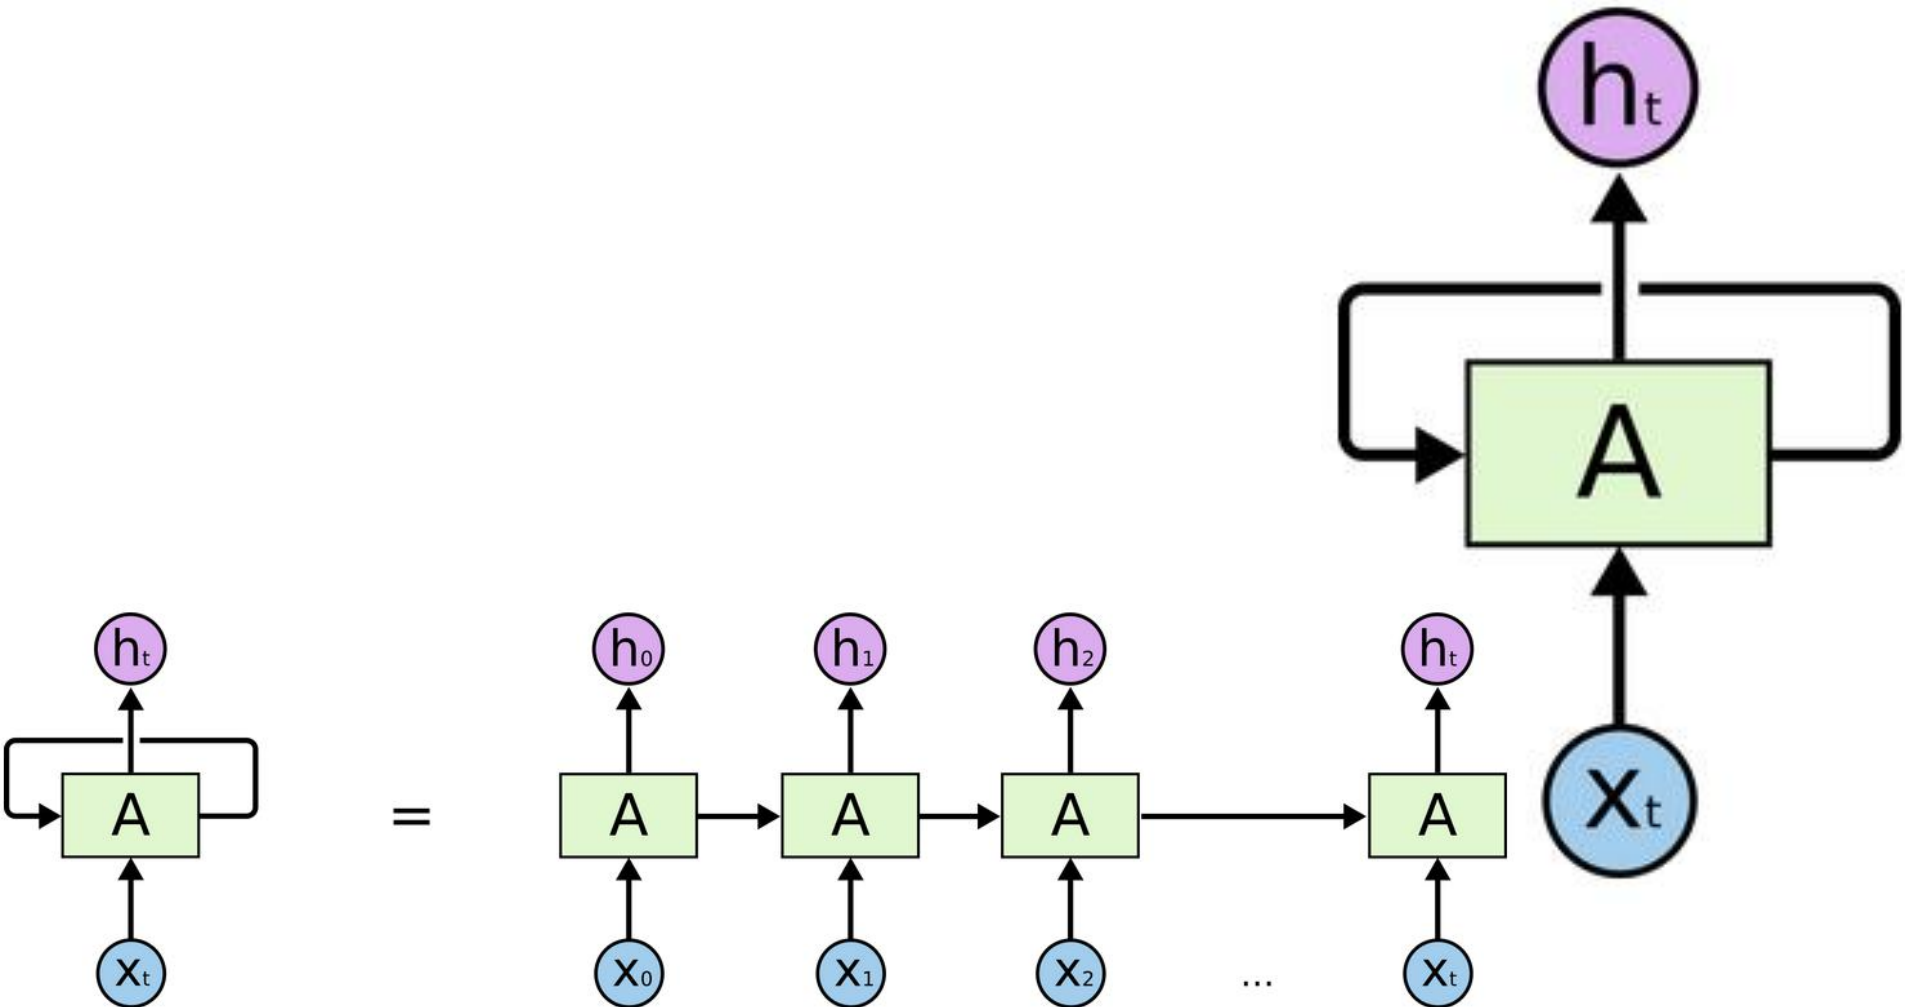 hₜ
A
xₜ
hₜ h₀ h₁ h₂ hₜ
A = A A A A
xₜ x₀ x₁ x₂ ... xₜ